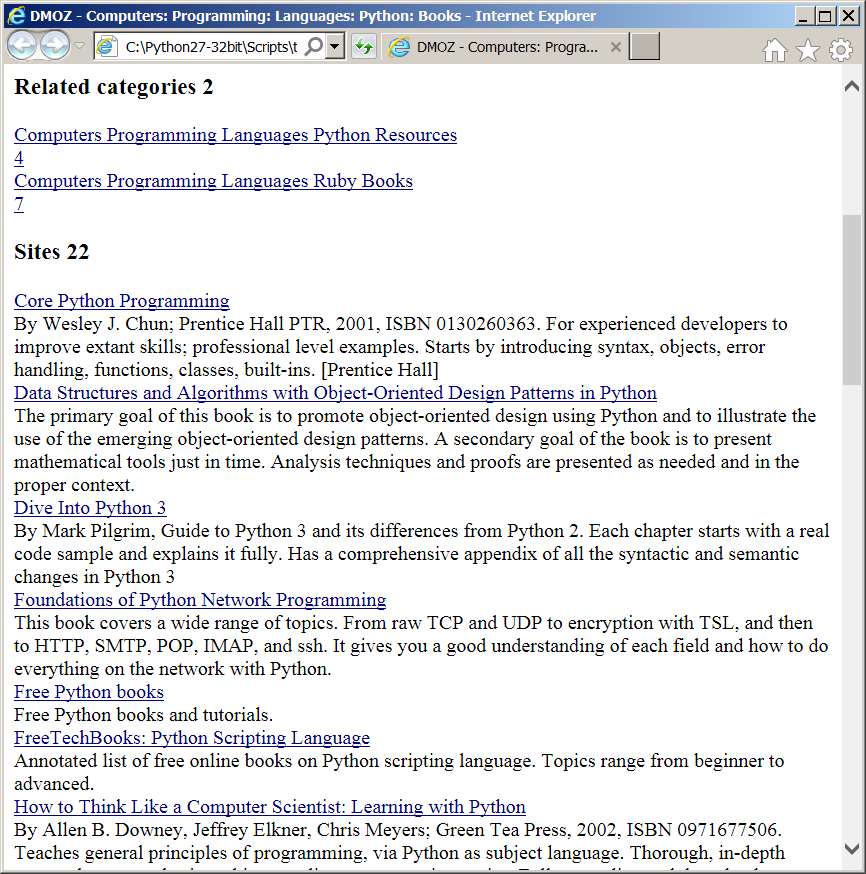 DMOZ - Computers: Programming: Languages: Python: Books - Internet Explorer
C:\Python27-32bit\Scripts\t
DMOZ - Computers: Progra...
Related categories 2
Computers Programming Languages Python Resources
4
Computers Programming Languages Ruby Books
7
Sites 22
Core Python Programming
By Wesley J. Chun; Prentice Hall PTR, 2001, ISBN 0130260363. For experienced developers to
improve extant skills; professional level examples. Starts by introducing syntax, objects, error
handling, functions, classes, built-ins. [Prentice Hall]
Data Structures and Algorithms with Object-Oriented Design Patterns in Python
The primary goal of this book is to promote object-oriented design using Python and to illustrate the
use of the emerging object-oriented design patterns. A secondary goal of the book is to present
mathematical tools just in time. Analysis techniques and proofs are presented as needed and in the
proper context.
Dive Into Python 3
By Mark Pilgrim, Guide to Python 3 and its differences from Python 2. Each chapter starts with a real
code sample and explains it fully. Has a comprehensive appendix of all the syntactic and semantic
changes in Python 3
Foundations of Python Network Programming
This book covers a wide range of topics. From raw TCP and UDP to encryption with TSL, and then
to HTTP, SMTP, POP, IMAP, and ssh. It gives you a good understanding of each field and how to do
everything on the network with Python.
Free Python books
Free Python books and tutorials.
FreeTechBooks: Python Scripting Language
Annotated list of free online books on Python scripting language. Topics range from beginner to
advanced.
How to Think Like a Computer Scientist: Learning with Python
By Allen B. Downey, Jeffrey Elkner, Chris Meyers; Green Tea Press, 2002, ISBN 0971677506.
Teaches general principles of programming, via Python as subject language. Thorough, in-depth